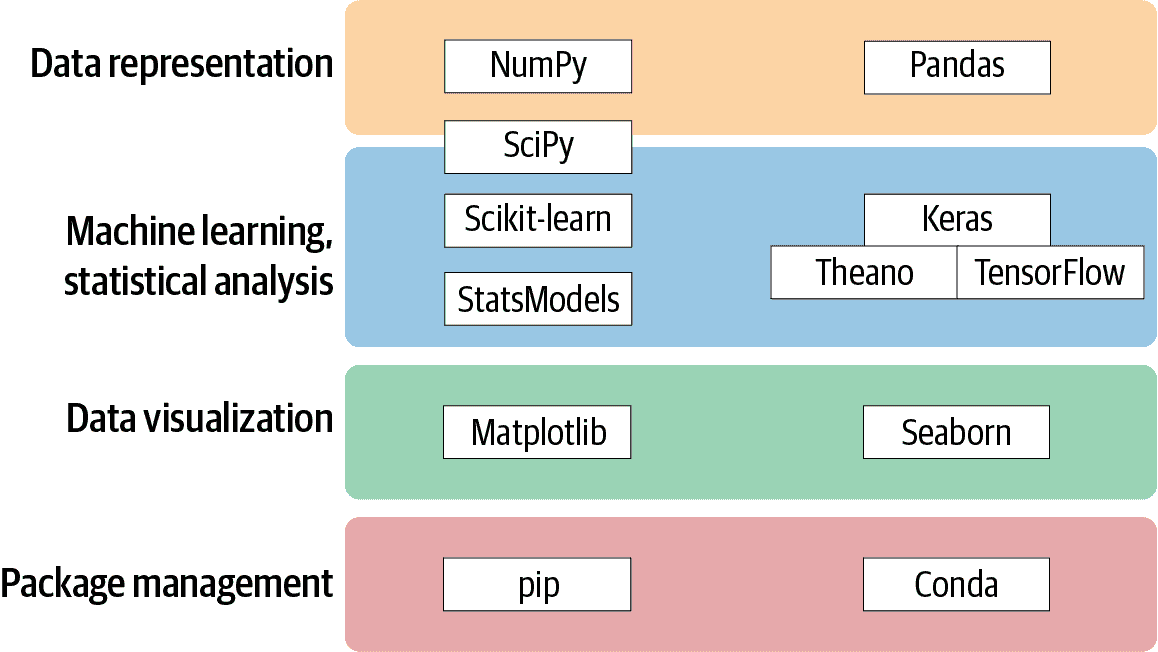 Data representation
NumPy
Pandas
SciPy
Machine learning,
statistical analysis
Scikit-learn
Keras
Theano
TensorFlow
StatsModels
Data visualization
Matplotlib
Seaborn
Package management
pip
Conda